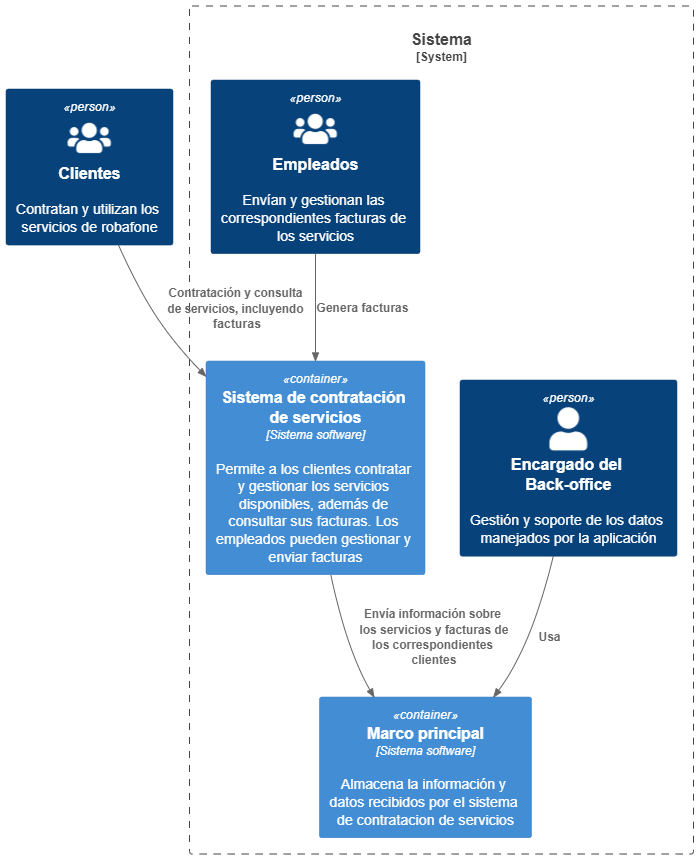 Sistema
[System]
«person»
Clientes
Contratan y utilizan los
servicios de robafone
«person»
Empleados
Envían y gestionan las
correspondientes facturas de
los servicios
Contratación y consulta
de servicios, incluyendo
facturas
Genera facturas
«container»
Sistema de contratación
de servicios
[Sistema software]
Permite a los clientes contratar
y gestionar los servicios
disponibles, además de
consultar sus facturas. Los
empleados pueden gestionar y
enviar facturas
«person»
Encargado del
Back-office
Gestión y soporte de los datos
manejados por la aplicación
Envía información sobre
los servicios y facturas de
los correspondientes
clientes
Usa
«container»
Marco principal
[Sistema software]
Almacena la información y
datos recibidos por el sistema
de contratacion de servicios